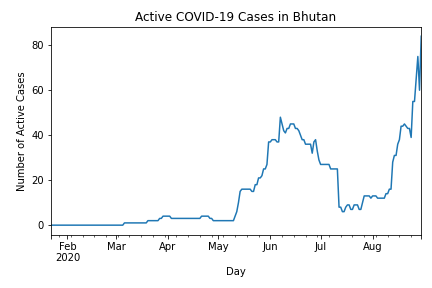 Active COVID-19 Cases in Bhutan
Number of Active Cases
80
60
40
20
0
Feb Mar Apr May Jun Jul Aug
2020
Day